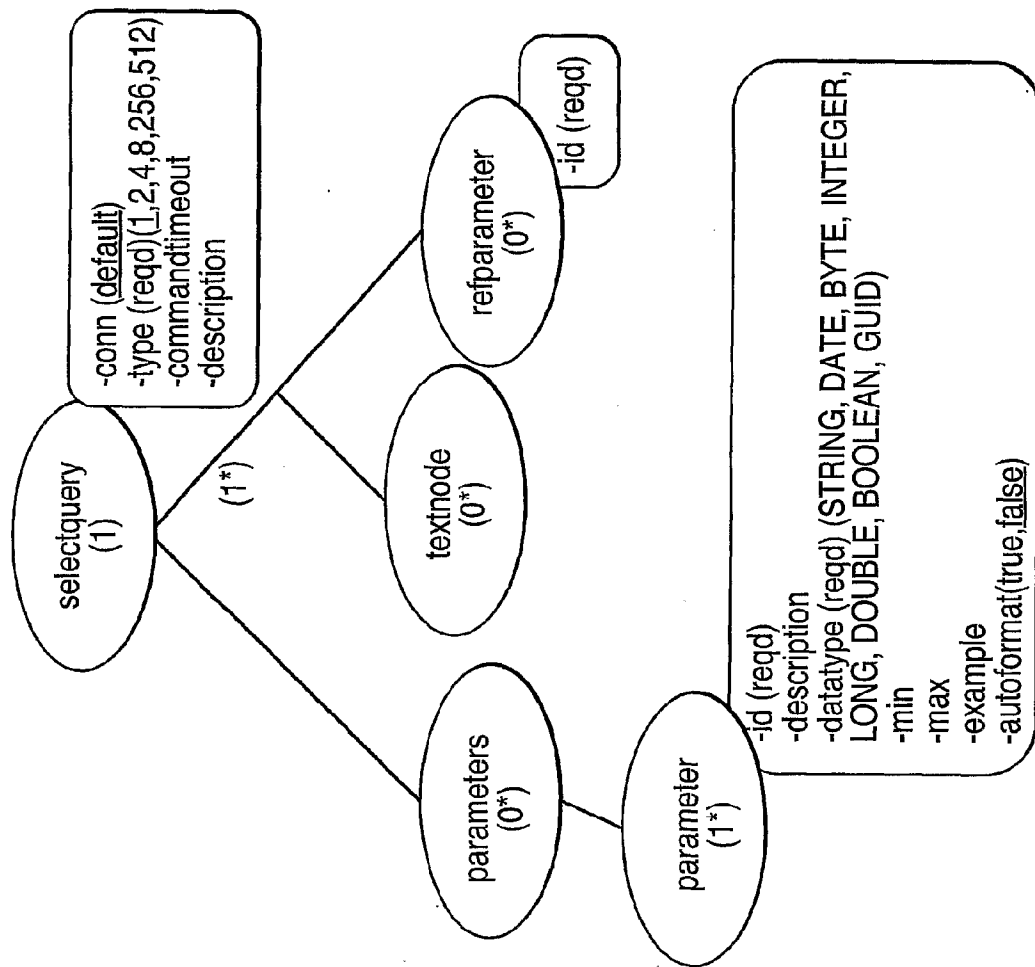 selectquery
(1)
-conn (default)
-type (reqd)(1,2,4,8,256,512)
-commandtimeout
-description
(1*)
parameters
(0*)
textnode
(0*)
refparameter
(0*)
-id (reqd)
parameter
(1*)
-id (reqd)
-description
-datatype (reqd) (STRING, DATE, BYTE, INTEGER,
LONG, DOUBLE, BOOLEAN, GUID)
-min
-max
-example
-autoformat(true,false)